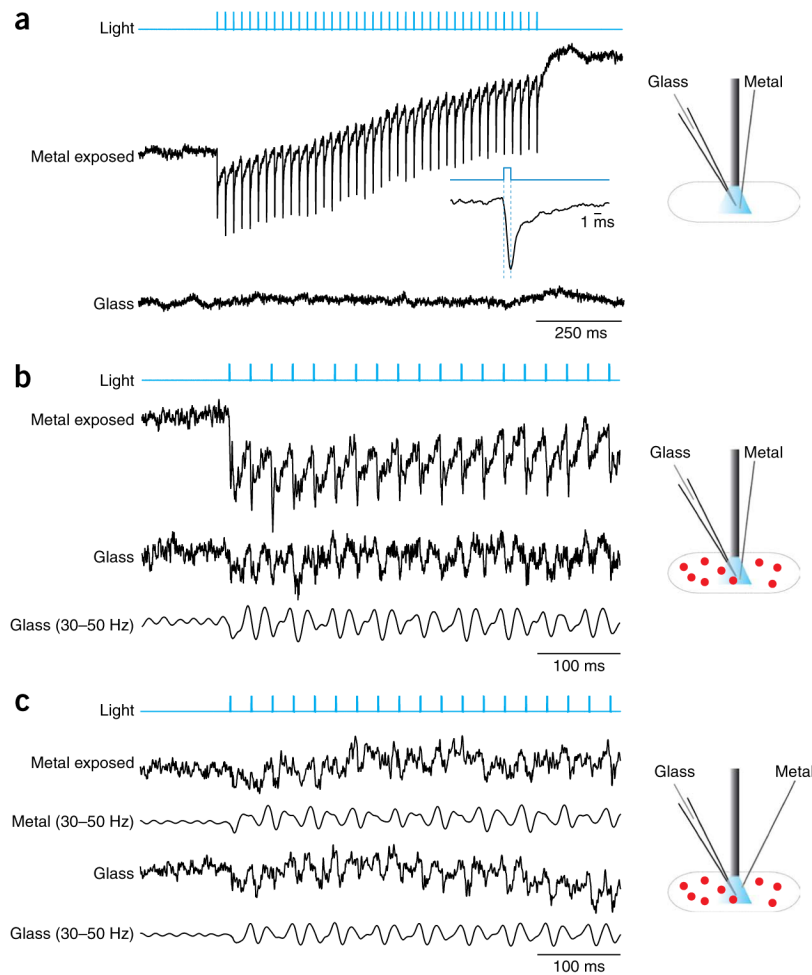 a
Light
Metal exposed
1 ms
Glass
250 ms
Glass
Metal
b
Light
Metal exposed
Glass
Glass (30–50 Hz)
100 ms
Glass
Metal
c
Light
Metal exposed
Metal (30–50 Hz)
Glass
Glass (30–50 Hz)
100 ms
Glass
Metal